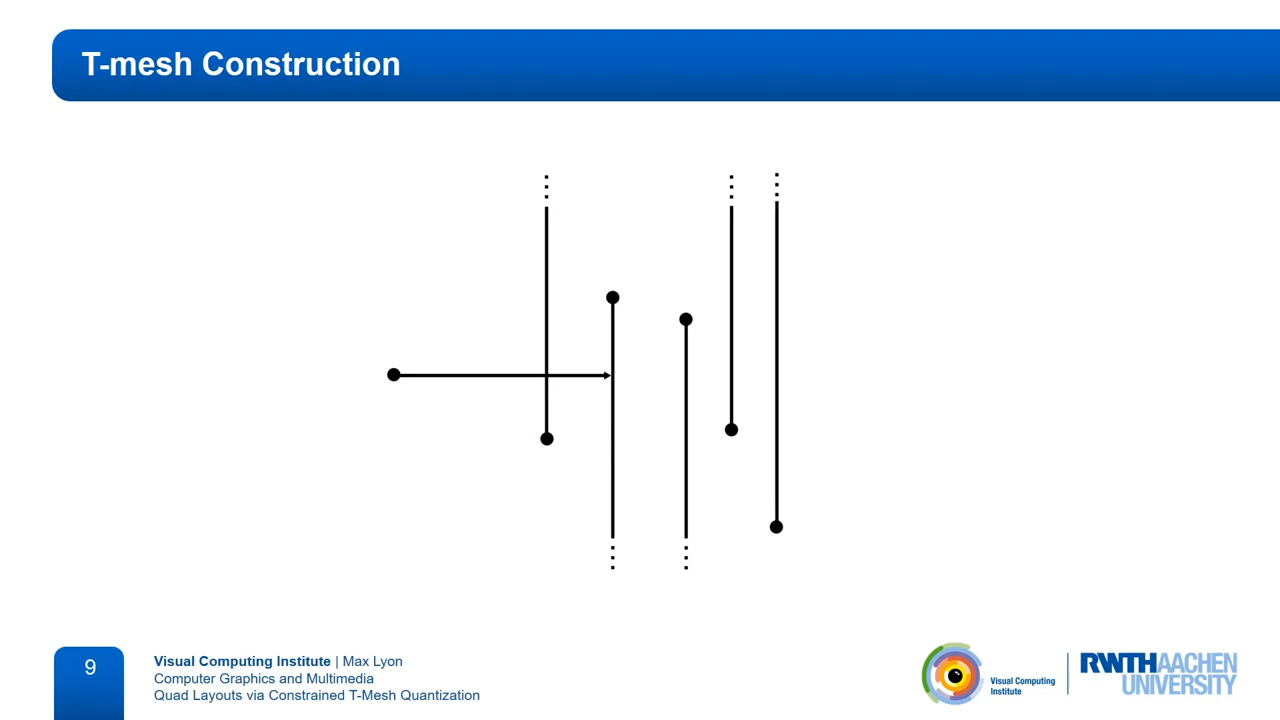 T-mesh Construction
9
Visual Computing Institute | Max Lyon
Computer Graphics and Multimedia
Quad Layouts via Constrained T-Mesh Quantization
Visual Computing
Institute
RWTHAACHEN
UNIVERSITY